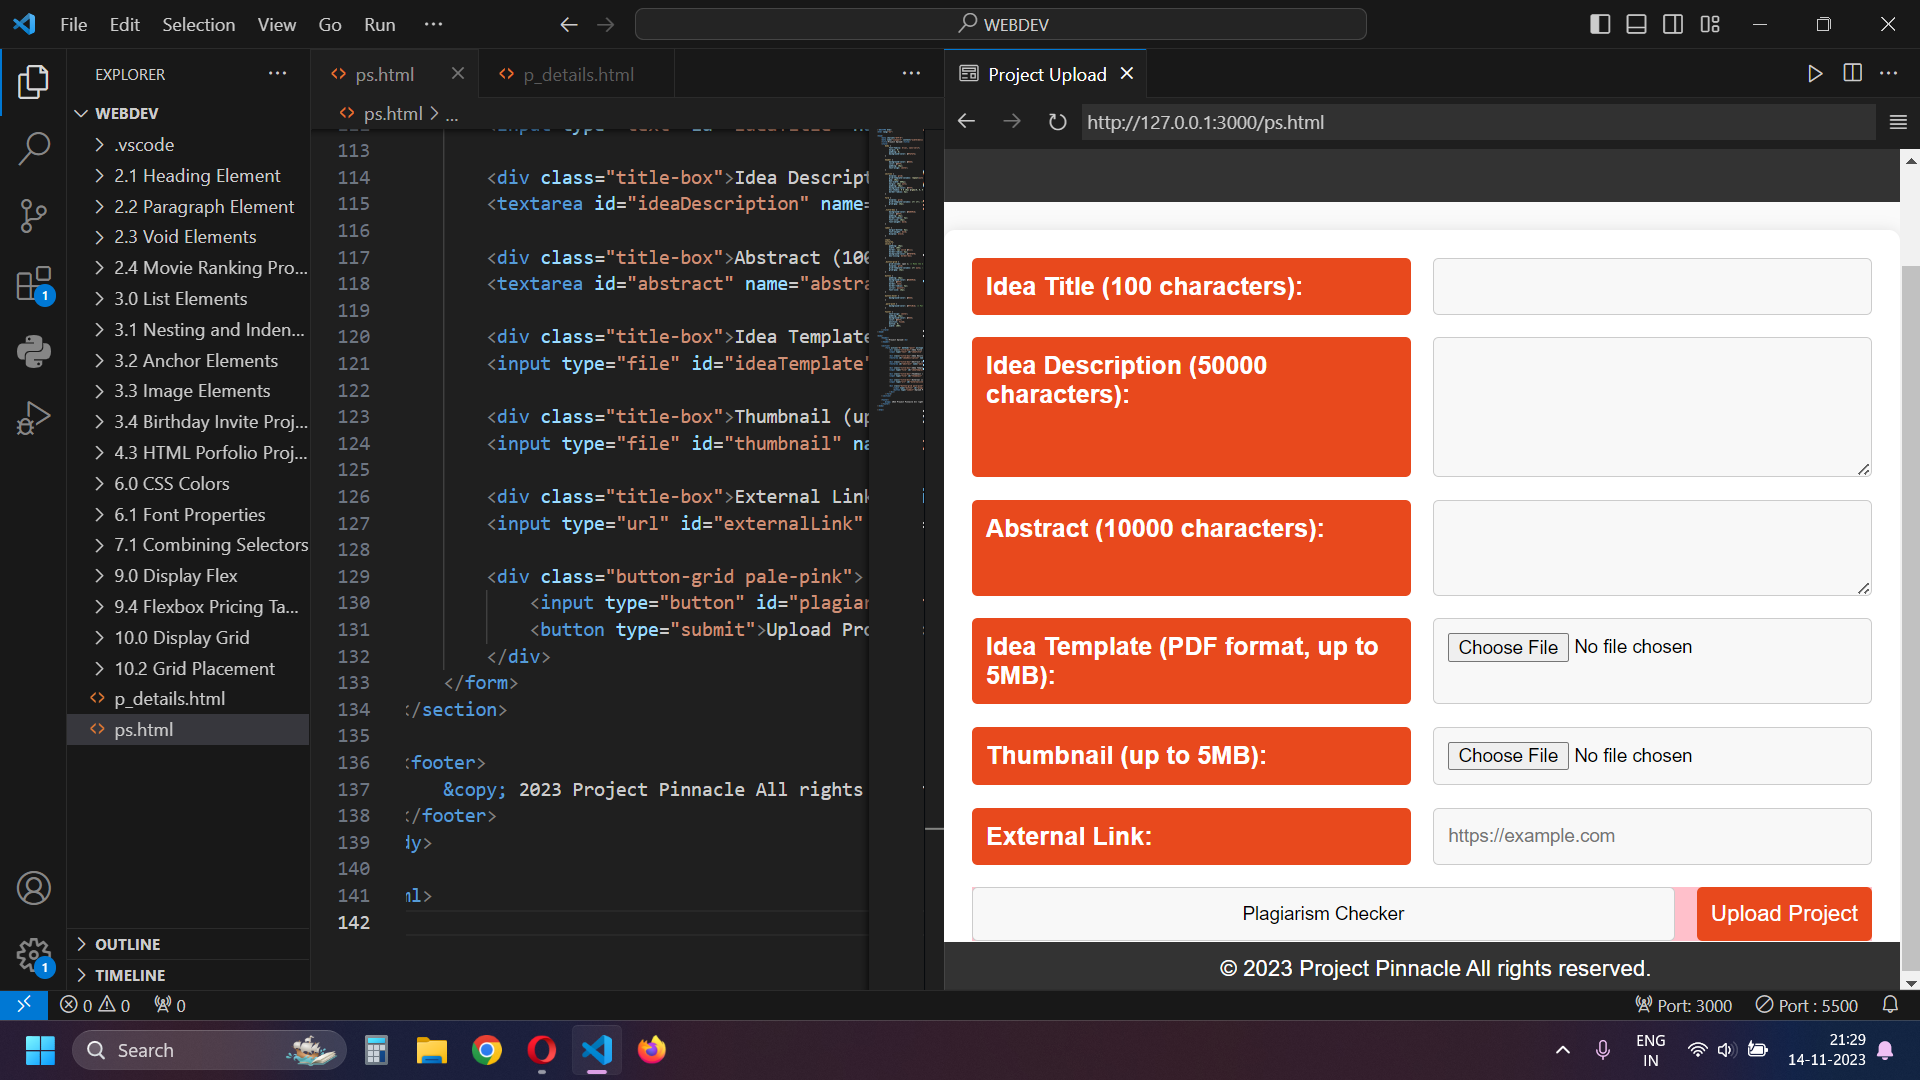 File Edit Selection View Go Run ···
WEBDEV
EXPLORER
WEBDEV
.vscode
2.1 Heading Element
2.2 Paragraph Element
2.3 Void Elements
2.4 Movie Ranking Pro...
3.0 List Elements
3.1 Nesting and Inden...
3.2 Anchor Elements
3.3 Image Elements
3.4 Birthday Invite Proj...
4.3 HTML Porfolio Proj...
6.0 CSS Colors
6.1 Font Properties
7.1 Combining Selectors
9.0 Display Flex
9.4 Flexbox Pricing Ta...
10.0 Display Grid
10.2 Grid Placement
p_details.html
ps.html
OUTLINE
TIMELINE
1
1
ps.html
p_details.html
ps.html > ...
113
114 <div class="title-box">Idea Descript
115 <textarea id="ideaDescription" name=
116
117 <div class="title-box">Abstract (100
118 <textarea id="abstract" name="abstra
119
120 <div class="title-box">Idea Template
121 <input type="file" id="ideaTemplate"
122
123 <div class="title-box">Thumbnail (up
124 <input type="file" id="thumbnail" na
125
126 <div class="title-box">External Link
127 <input type="url" id="externalLink"
128
129 <div class="button-grid pale-pink">
130 <input type="button" id="plagiar
131 <button type="submit">Upload Pro
132 </div>
133 </form>
134 </section>
135
136 <footer>
137 &copy; 2023 Project Pinnacle All rights
138 </footer>
139 dy>
140
141 ml>
142
Project Upload
http://127.0.0.1:3000/ps.html
Idea Title (100 characters):
Idea Description (50000
characters):
Abstract (10000 characters):
Idea Template (PDF format, up to
5MB):
Choose File No file chosen
Thumbnail (up to 5MB):
Choose File No file chosen
External Link:
https://example.com
Plagiarism Checker
Upload Project
© 2023 Project Pinnacle All rights reserved.
0 0 0
Port: 3000
Port : 5500
Search
ENG
IN
21:29
14-11-2023